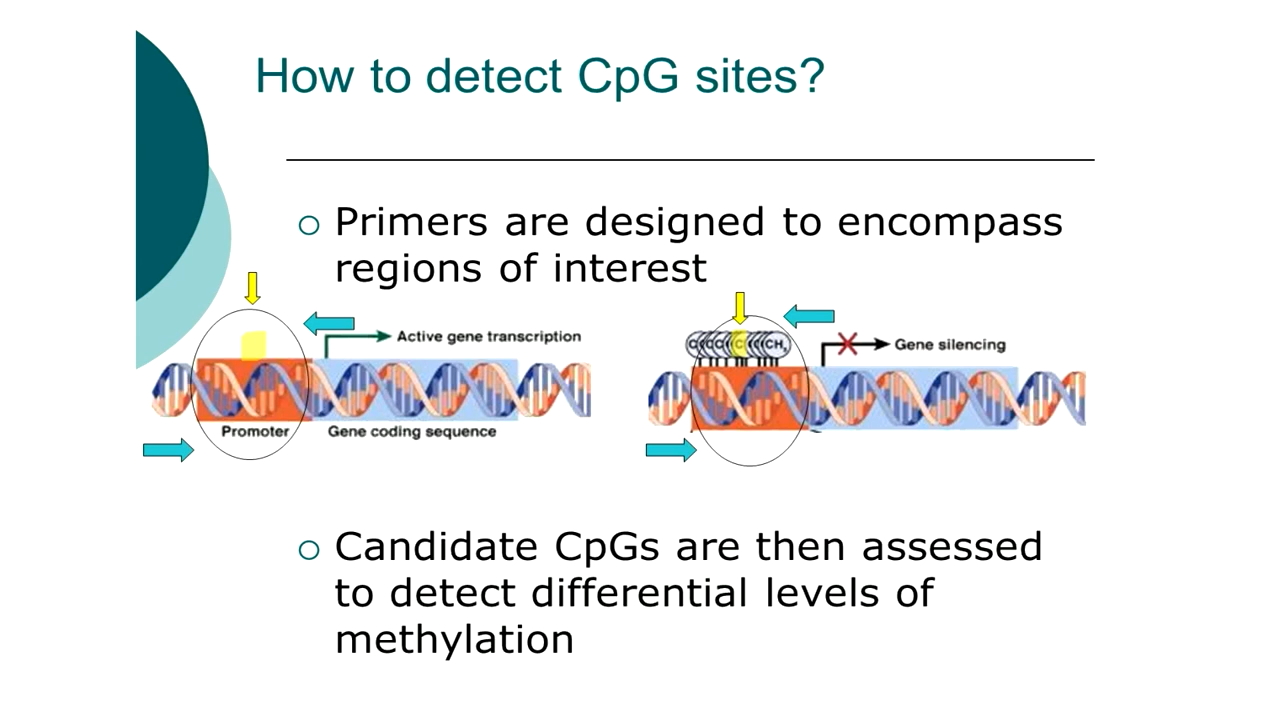 How to detect CpG sites?
Primers are designed to encompass
regions of interest
Active gene transcription
Promoter
Gene coding sequence
CH₃
Gene silencing
Candidate CpGs are then assessed
to detect differential levels of
methylation